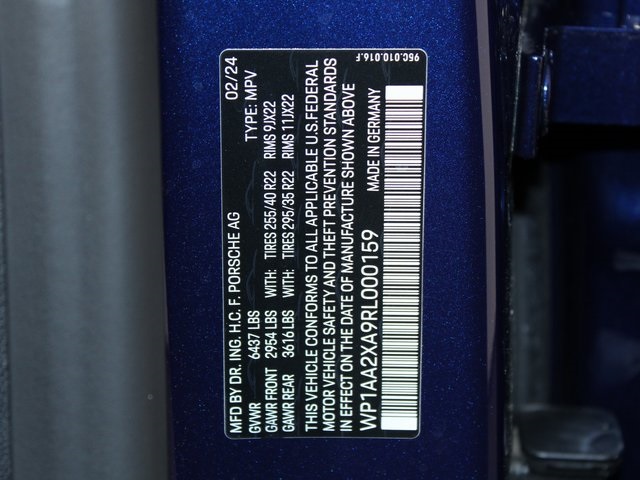 95C.010.016.F
MFD BY DR. ING. H.C. F. PORSCHE AG 02/24
GVWR 6437 LBS TYPE: MPV
GAWR FRONT 2954 LBS WITH: TIRES 255/40 R22 RIMS 9JX22
GAWR REAR 3616 LBS WITH: TIRES 295/35 R22 RIMS 11JX22
THIS VEHICLE CONFORMS TO ALL APPLICABLE U.S. FEDERAL
MOTOR VEHICLE SAFETY AND THEFT PREVENTION STANDARDS
IN EFFECT ON THE DATE OF MANUFACTURE SHOWN ABOVE
WP1AA2XA9RL000159 MADE IN GERMANY